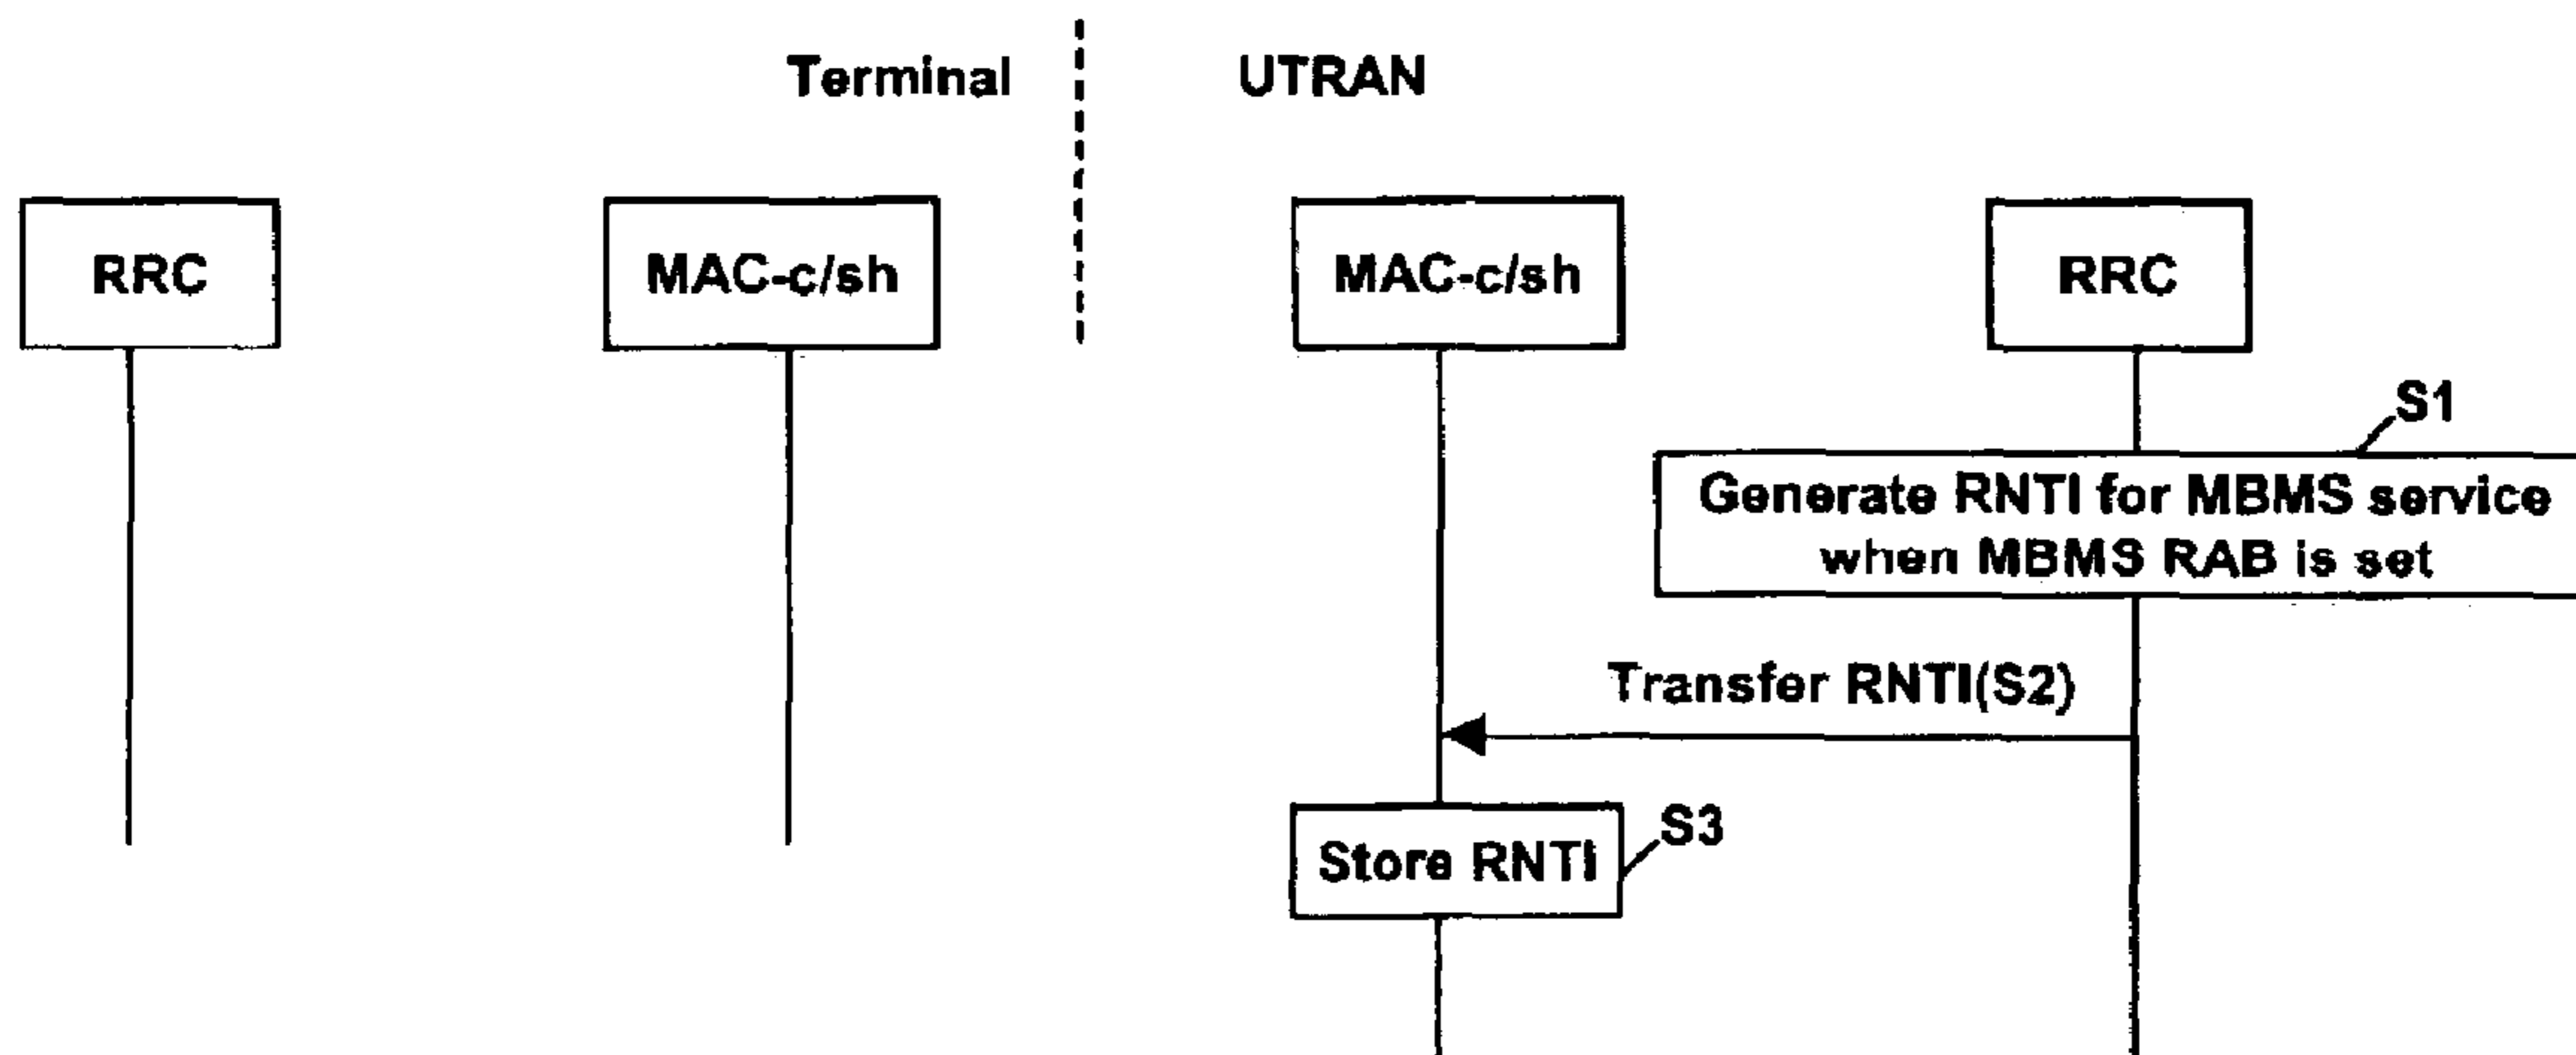 Terminal
UTRAN
RRC
MAC-c/sh
MAC-c/sh
RRC
S1
Generate RNTI for MBMS service
when MBMS RAB is set
Transfer RNTI(S2)
Store RNTI
S3